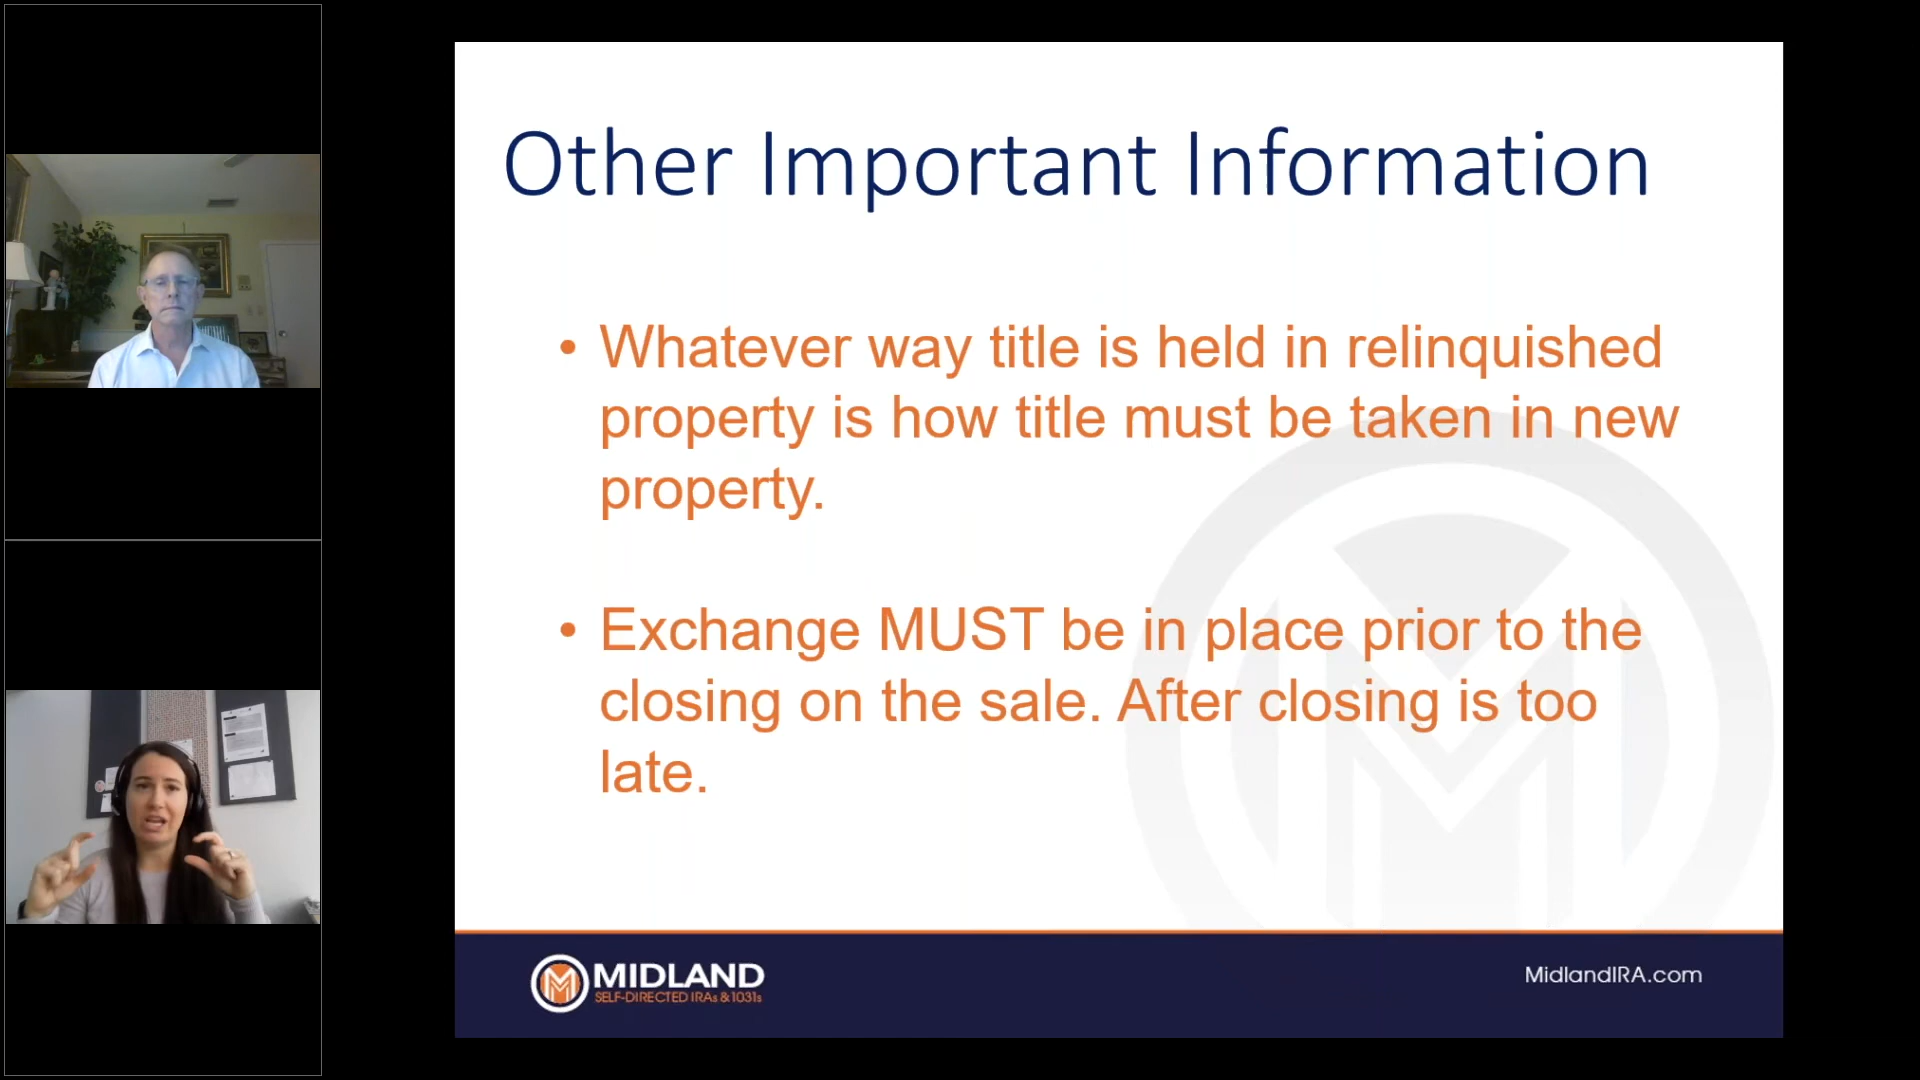 Other Important Information
• Whatever way title is held in relinquished
property is how title must be taken in new
property.
• Exchange MUST be in place prior to the
closing on the sale. After closing is too
late.
MIDLAND
SELF-DIRECTED IRAs & 1031s
MidlandIRA.com